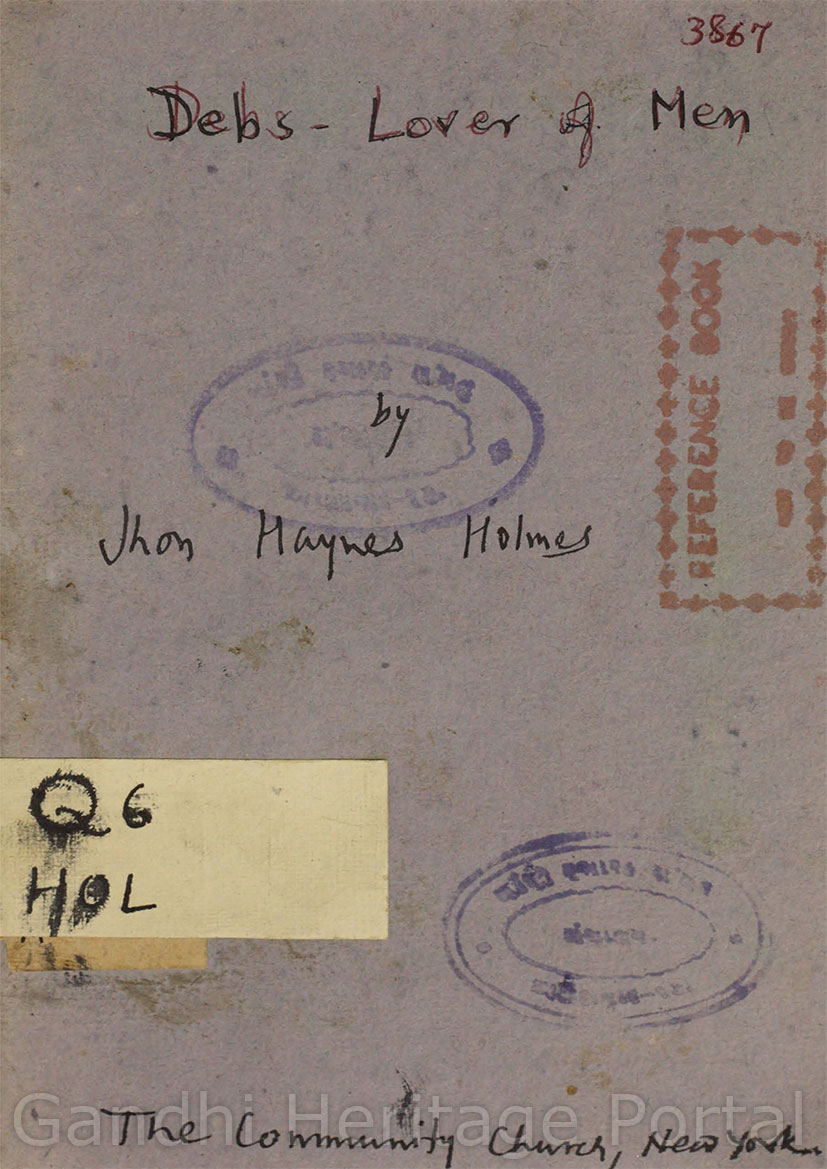 3867
Debs - Lover of Men
REFERENCE BOOK
by
Jhon Haynes Holmes
Q6
HOL
The Community Church, New York.
Gandhi Heritage Portal